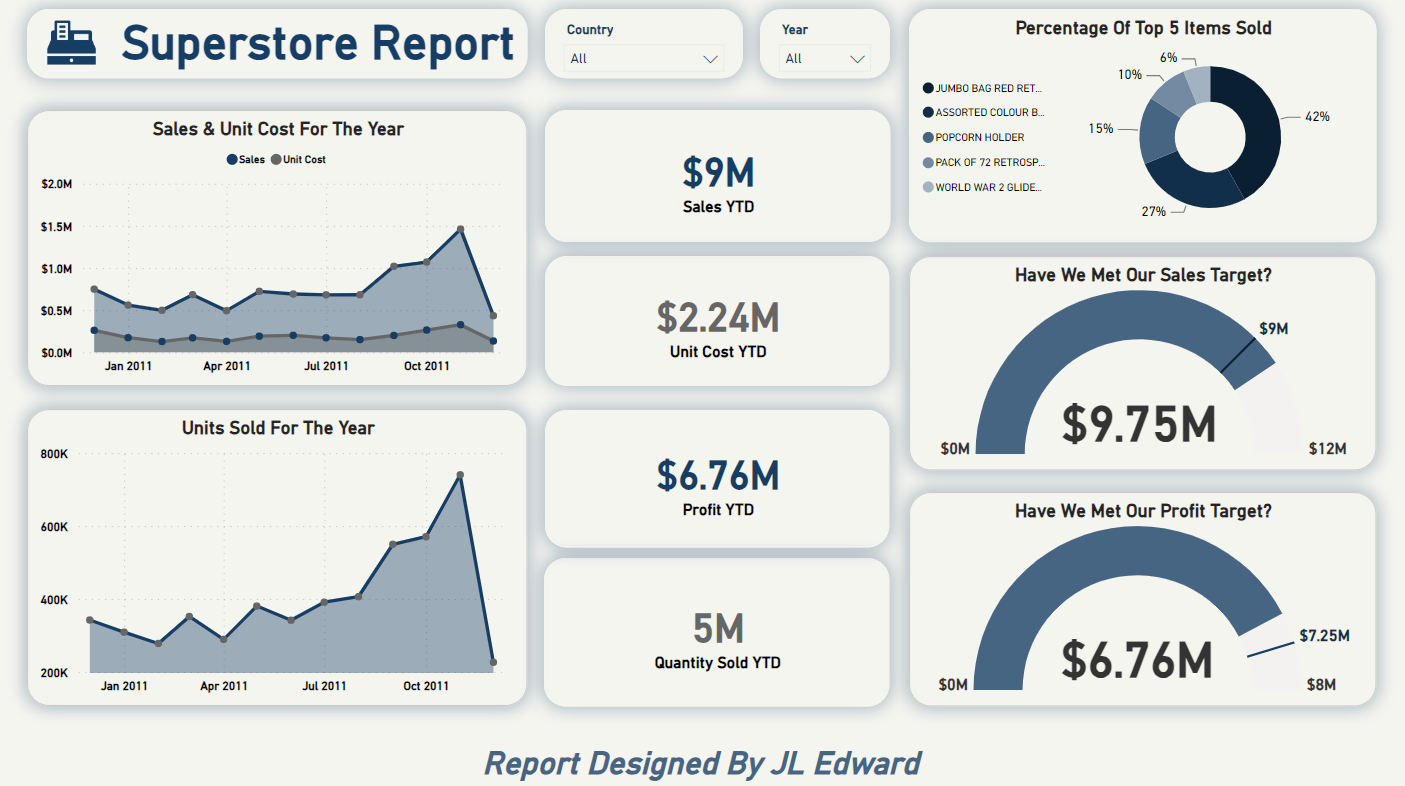 Superstore Report
Country
All
Year
All
Sales & Unit Cost For The Year
Sales Unit Cost
$2.0M
$1.5M
$1.0M
$0.5M
$0.0M
Jan 2011 Apr 2011 Jul 2011 Oct 2011
Units Sold For The Year
800K
600K
400K
200K
Jan 2011 Apr 2011 Jul 2011 Oct 2011
$9M
Sales YTD
$2.24M
Unit Cost YTD
$6.76M
Profit YTD
5M
Quantity Sold YTD
Percentage Of Top 5 Items Sold
JUMBO BAG RED RET...
ASSORTED COLOUR B...
POPCORN HOLDER
PACK OF 72 RETROSP...
WORLD WAR 2 GLIDE...
6%
10%
15%
27%
42%
Have We Met Our Sales Target?
$9M
$9.75M
$0M
$12M
Have We Met Our Profit Target?
$7.25M
$6.76M
$0M
$8M
Report Designed By JL Edward